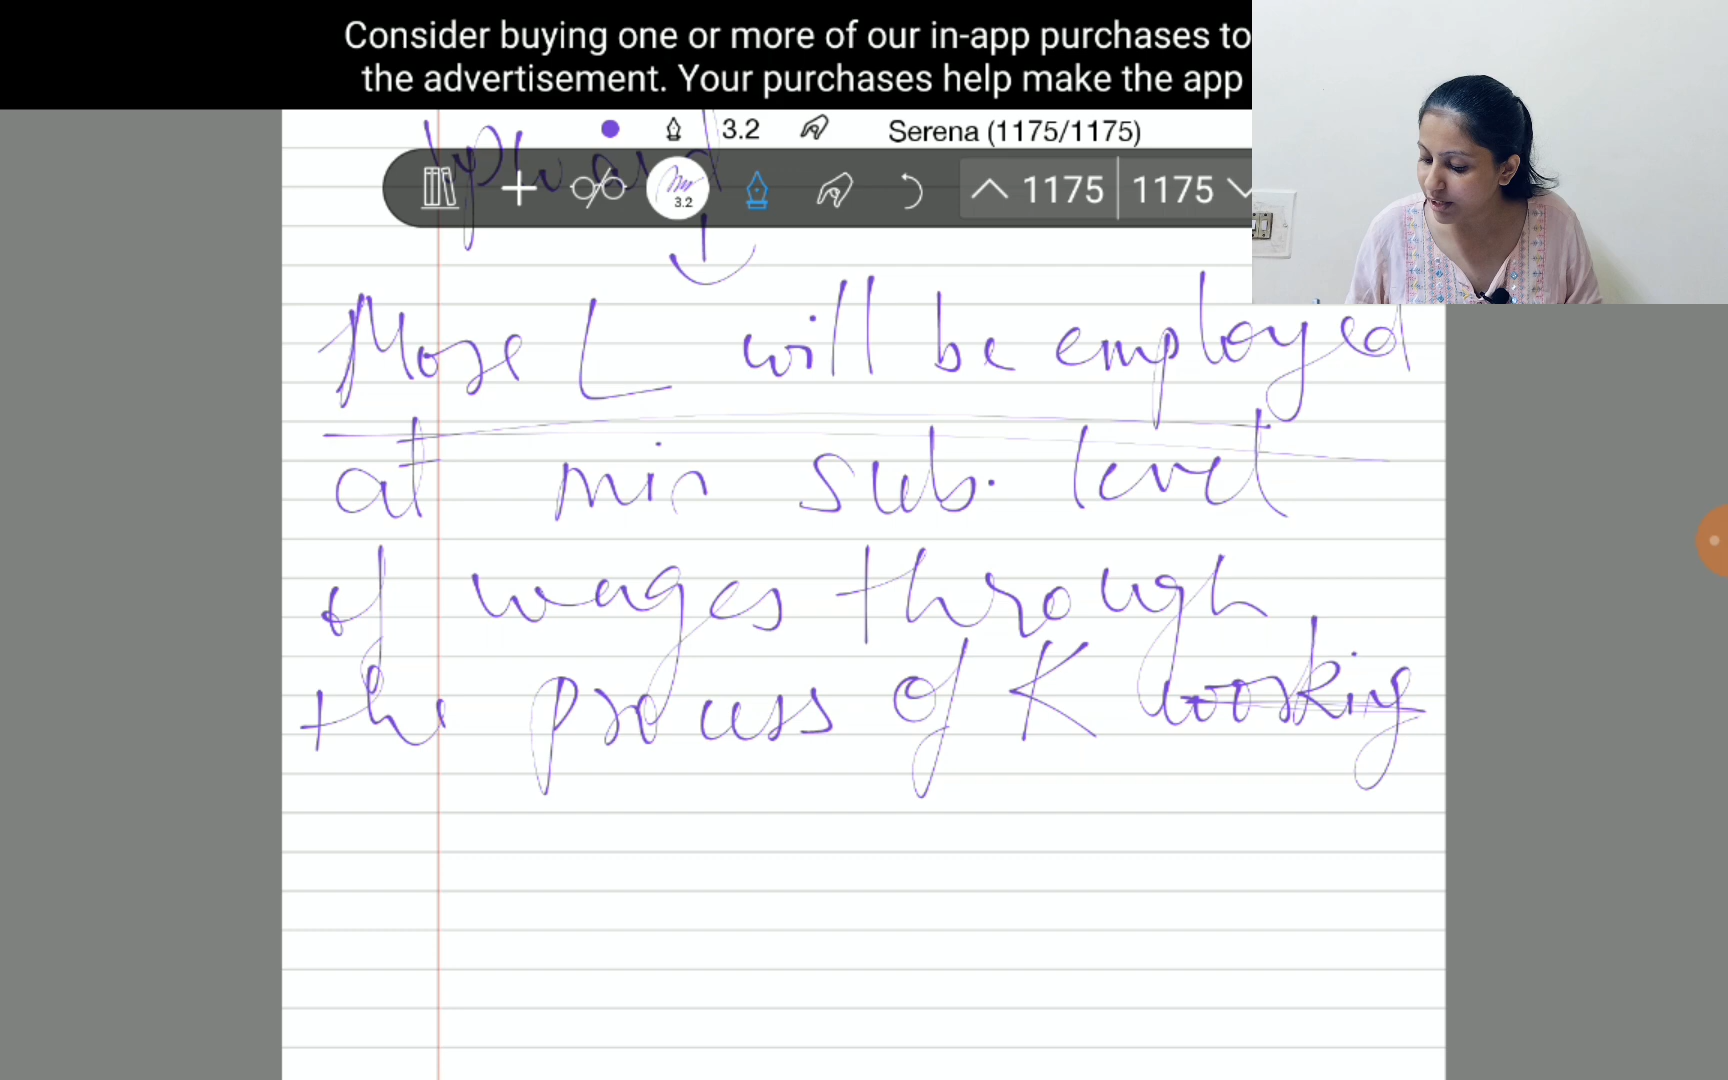 Consider buying one or more of our in-app purchases to
the advertisement. Your purchases help make the app
3.2 Serena (1175/1175)
upward
3.2 1175 1175
More L will be employed
at min sub. level
of wages through
the process of K working